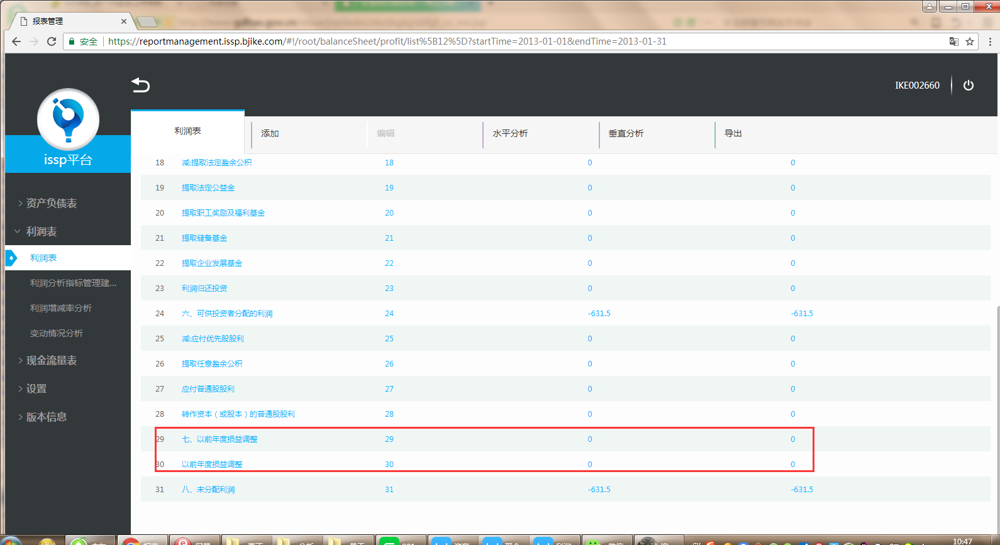 报表管理
安全 https://reportmanagement.issp.bjike.com/#!/root/balanceSheet/profit/list%5B12%5D?startTime=2013-01-01&endTime=2013-01-31
IKE002660
issp平台
利润表 添加 编辑 水平分析 垂直分析 导出
资产负债表
利润表
利润表
利润分析指标管理建...
利润增减率分析
变动情况分析
现金流量表
设置
版本信息
18 减:提取法定盈余公积 18 0 0
19 提取法定公益金 19 0 0
20 提取职工奖励及福利基金 20 0 0
21 提取储备基金 21 0 0
22 提取企业发展基金 22 0 0
23 利润归还投资 23 0 0
24 六、可供投资者分配的利润 24 -631.5 -631.5
25 减:应付优先股股利 25 0 0
26 提取任意盈余公积 26 0 0
27 应付普通股股利 27 0 0
28 转作资本（或股本）的普通股股利 28 0 0
29 七、以前年度损益调整 29 0 0
30 以前年度损益调整 30 0 0
31 八、未分配利润 31 -631.5 -631.5
10:47